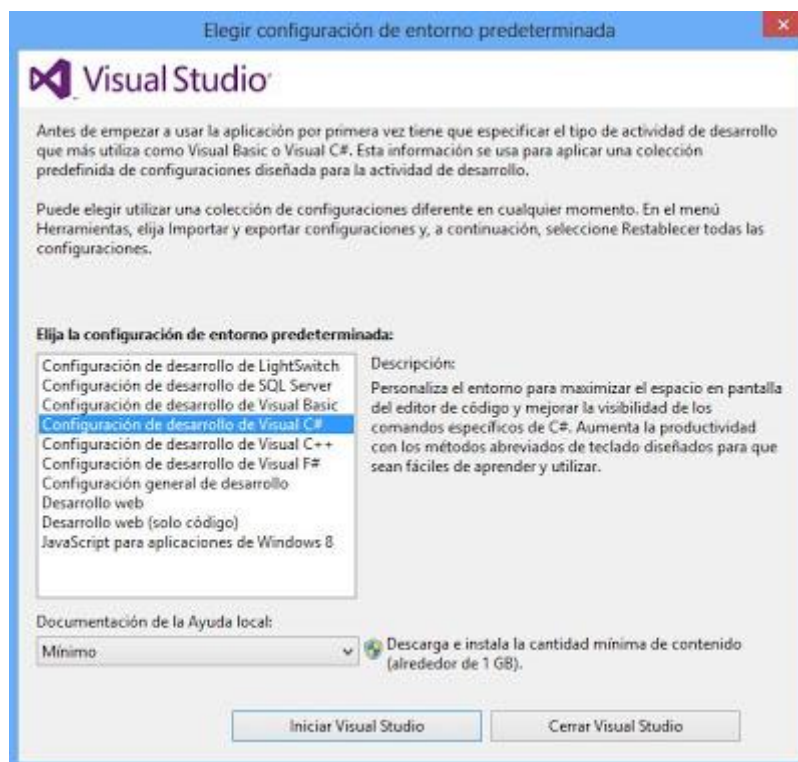 Elegir configuración de entorno predeterminada
Visual Studio
Antes de empezar a usar la aplicación por primera vez tiene que especificar el tipo de actividad de desarrollo
que más utiliza como Visual Basic o Visual C#. Esta información se usa para aplicar una colección
predefinida de configuraciones diseñada para la actividad de desarrollo.
Puede elegir utilizar una colección de configuraciones diferente en cualquier momento. En el menú
Herramientas, elija Importar y exportar configuraciones y, a continuación, seleccione Restablecer todas las
configuraciones.
Elija la configuración de entorno predeterminada:
Configuración de desarrollo de LightSwitch
Configuración de desarrollo de SQL Server
Configuración de desarrollo de Visual Basic
Configuración de desarrollo de Visual C#
Configuración de desarrollo de Visual C++
Configuración de desarrollo de Visual F#
Configuración general de desarrollo
Desarrollo web
Desarrollo web (solo código)
JavaScript para aplicaciones de Windows 8
Descripción:
Personaliza el entorno para maximizar el espacio en pantalla
del editor de código y mejorar la visibilidad de los
comandos específicos de C#. Aumenta la productividad
con los métodos abreviados de teclado diseñados para que
sean fáciles de aprender y utilizar.
Documentación de la Ayuda local:
Mínimo
Descarga e instala la cantidad mínima de contenido
(alrededor de 1 GB).
Iniciar Visual Studio
Cerrar Visual Studio